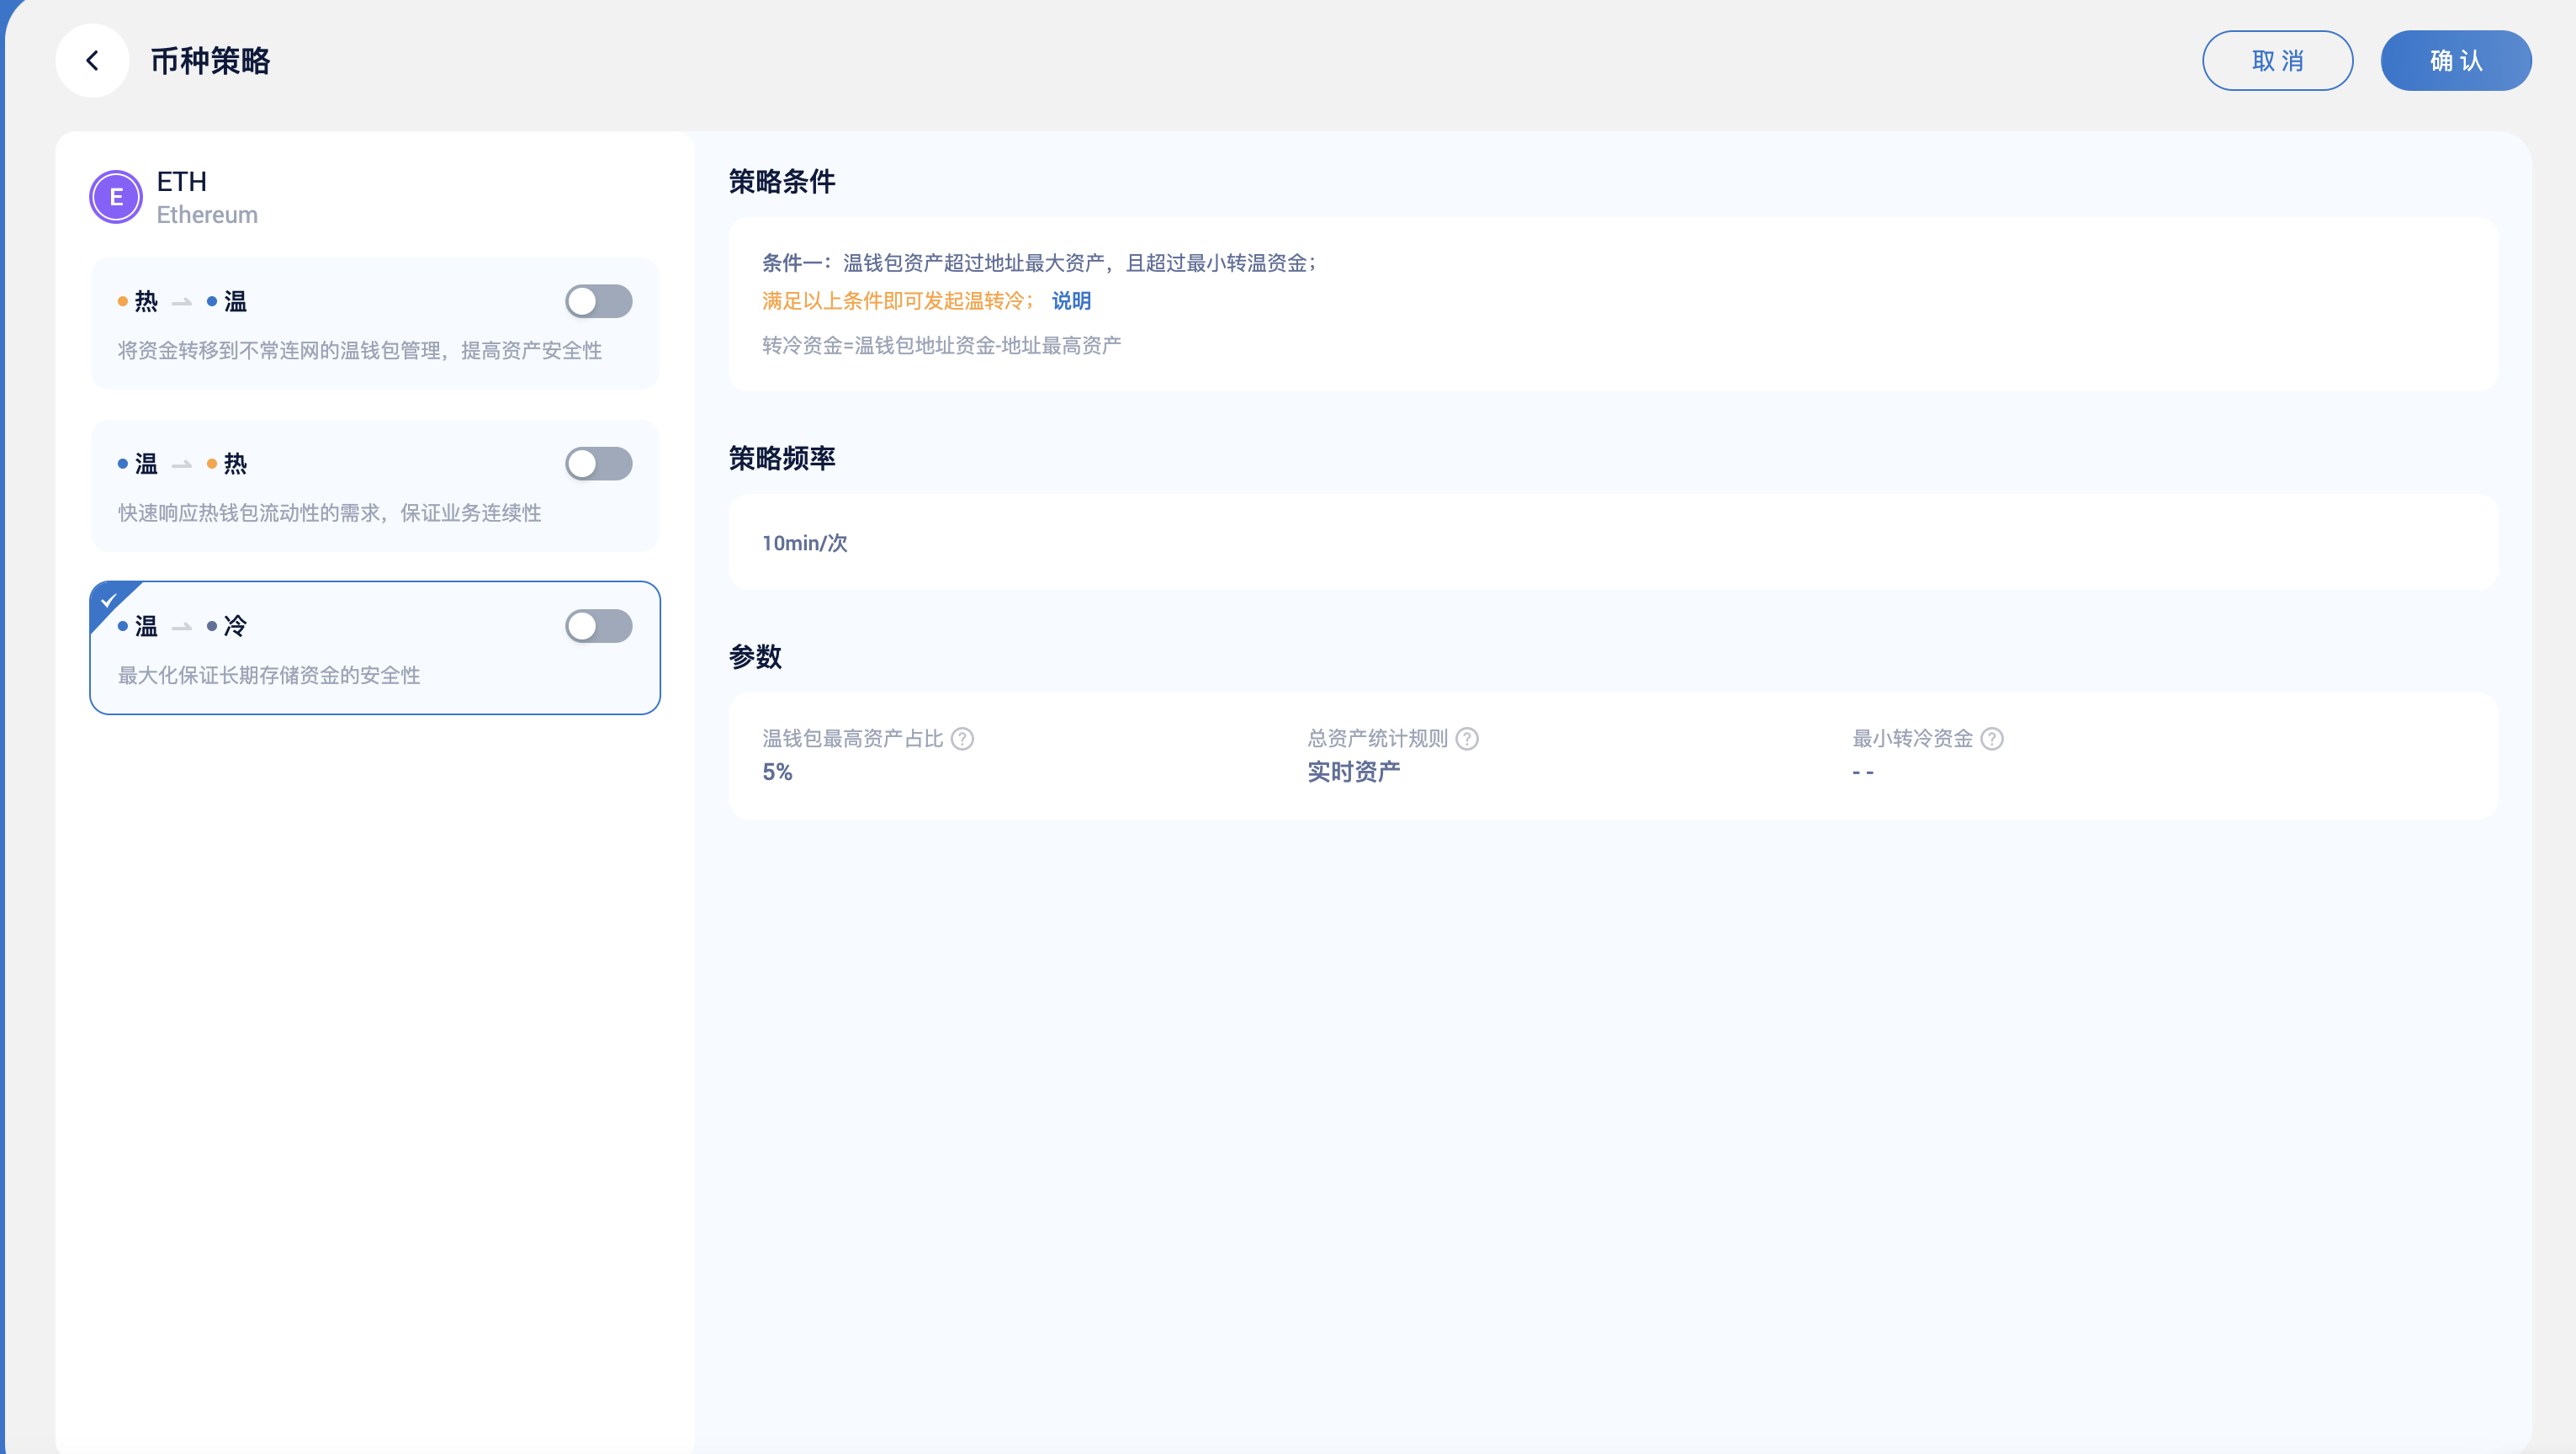 币种策略
取消
确认
E
ETH
Ethereum
热
温
将资金转移到不常连网的温钱包管理，提高资产安全性
温
热
快速响应热钱包流动性的需求，保证业务连续性
温
冷
最大化保证长期存储资金的安全性
策略条件
条件一：温钱包资产超过地址最大资产，且超过最小转温资金；
满足以上条件即可发起温转冷； 说明
转冷资金=温钱包地址资金-地址最高资产
策略频率
10min/次
参数
温钱包最高资产占比 ?
5%
总资产统计规则 ?
实时资产
最小转冷资金 ?
- -